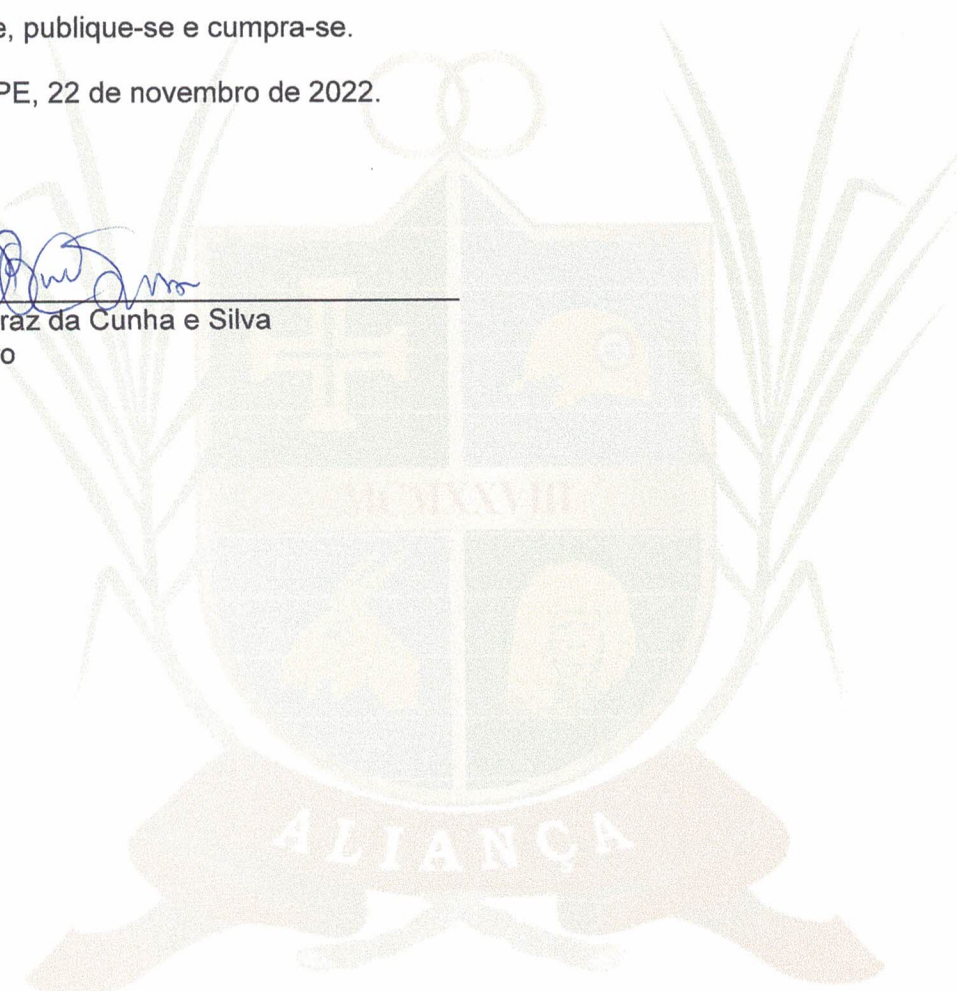 e, publique-se e cumpra-se.
PE, 22 de novembro de 2022.
raz da Cunha e Silva
o
MCMXXVIII
ALIANÇA